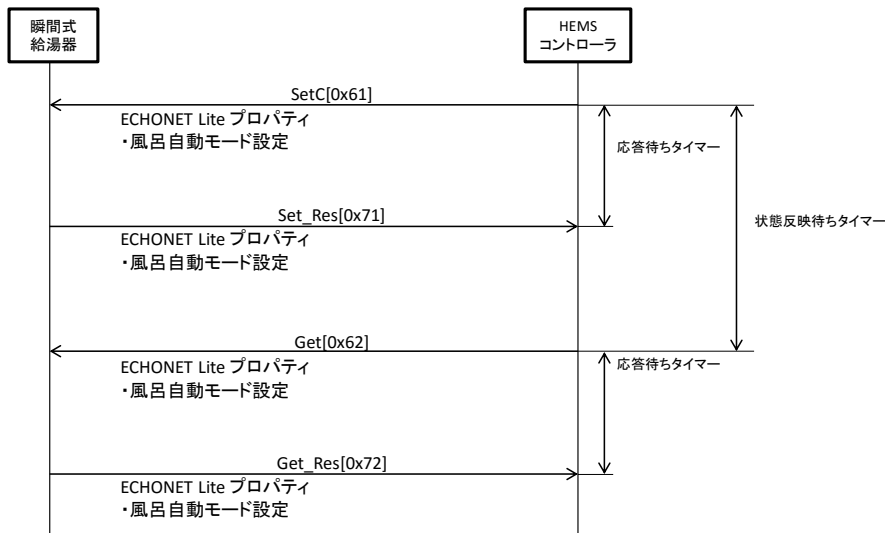 瞬間式
給湯器
HEMS
コントローラ
SetC[0x61]
ECHONET Lite プロパティ
・風呂自動モード設定
応答待ちタイマー
Set_Res[0x71]
状態反映待ちタイマー
ECHONET Lite プロパティ
・風呂自動モード設定
Get[0x62]
ECHONET Lite プロパティ
・風呂自動モード設定
応答待ちタイマー
Get_Res[0x72]
ECHONET Lite プロパティ
・風呂自動モード設定